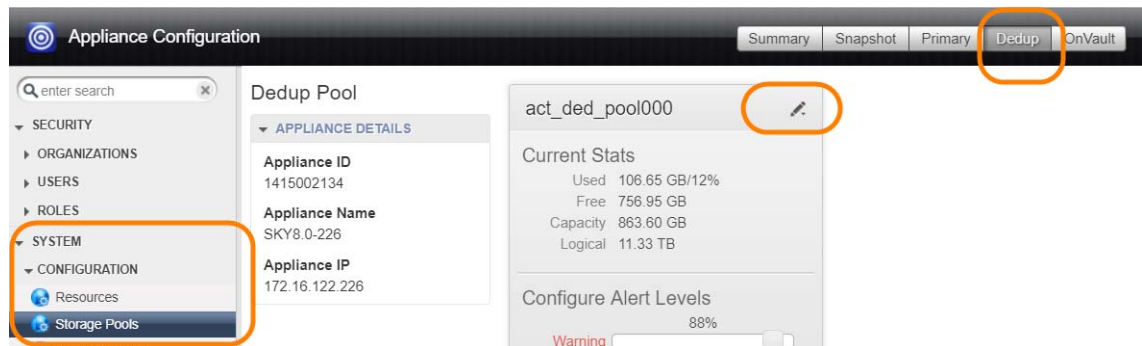 Appliance Configuration
Summary Snapshot Primary Dedup OnVault
enter search
SECURITY
ORGANIZATIONS
USERS
ROLES
SYSTEM
CONFIGURATION
Resources
Storage Pools
Dedup Pool
APPLIANCE DETAILS
Appliance ID
1415002134
Appliance Name
SKY8.0-226
Appliance IP
172.16.122.226
act_ded_pool000
Current Stats
Used 106.65 GB/12%
Free 756.95 GB
Capacity 863.60 GB
Logical 11.33 TB
Configure Alert Levels
88%
Warning